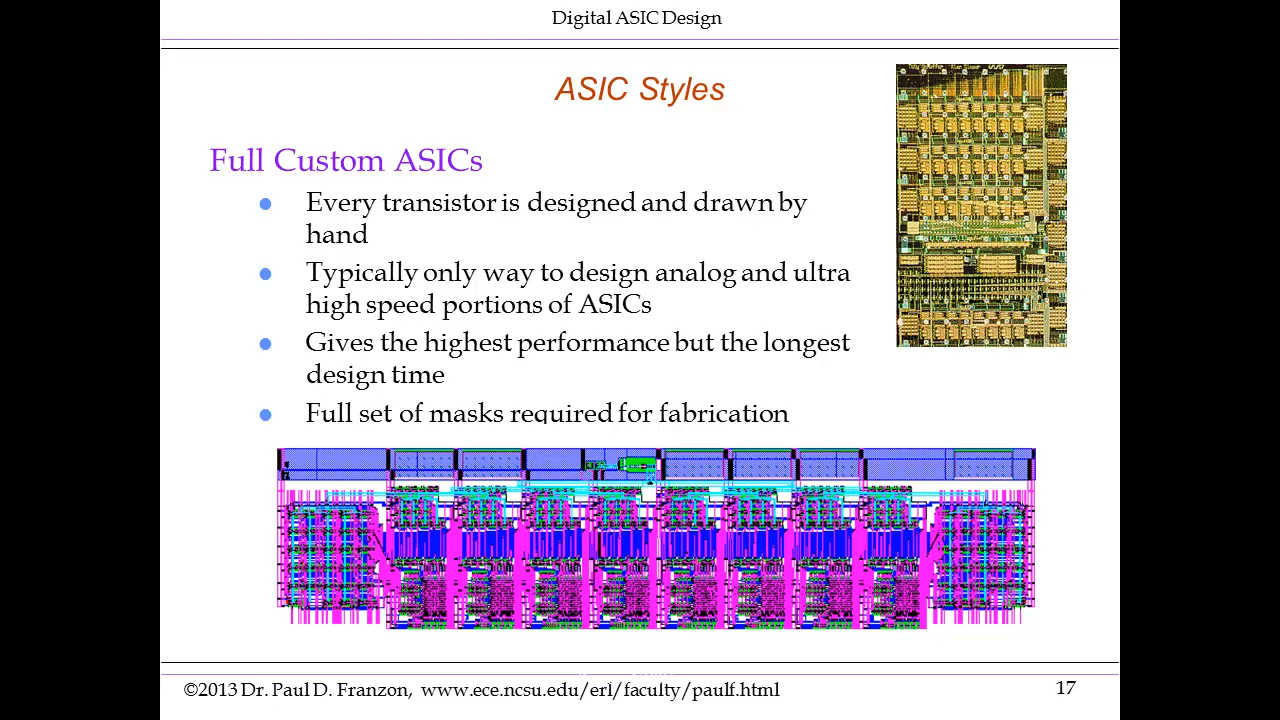 Digital ASIC Design
ASIC Styles
Full Custom ASICs
Every transistor is designed and drawn by
hand
Typically only way to design analog and ultra
high speed portions of ASICs
Gives the highest performance but the longest
design time
Full set of masks required for fabrication
©2013 Dr. Paul D. Franzon, www.ece.ncsu.edu/erl/faculty/paulf.html
17